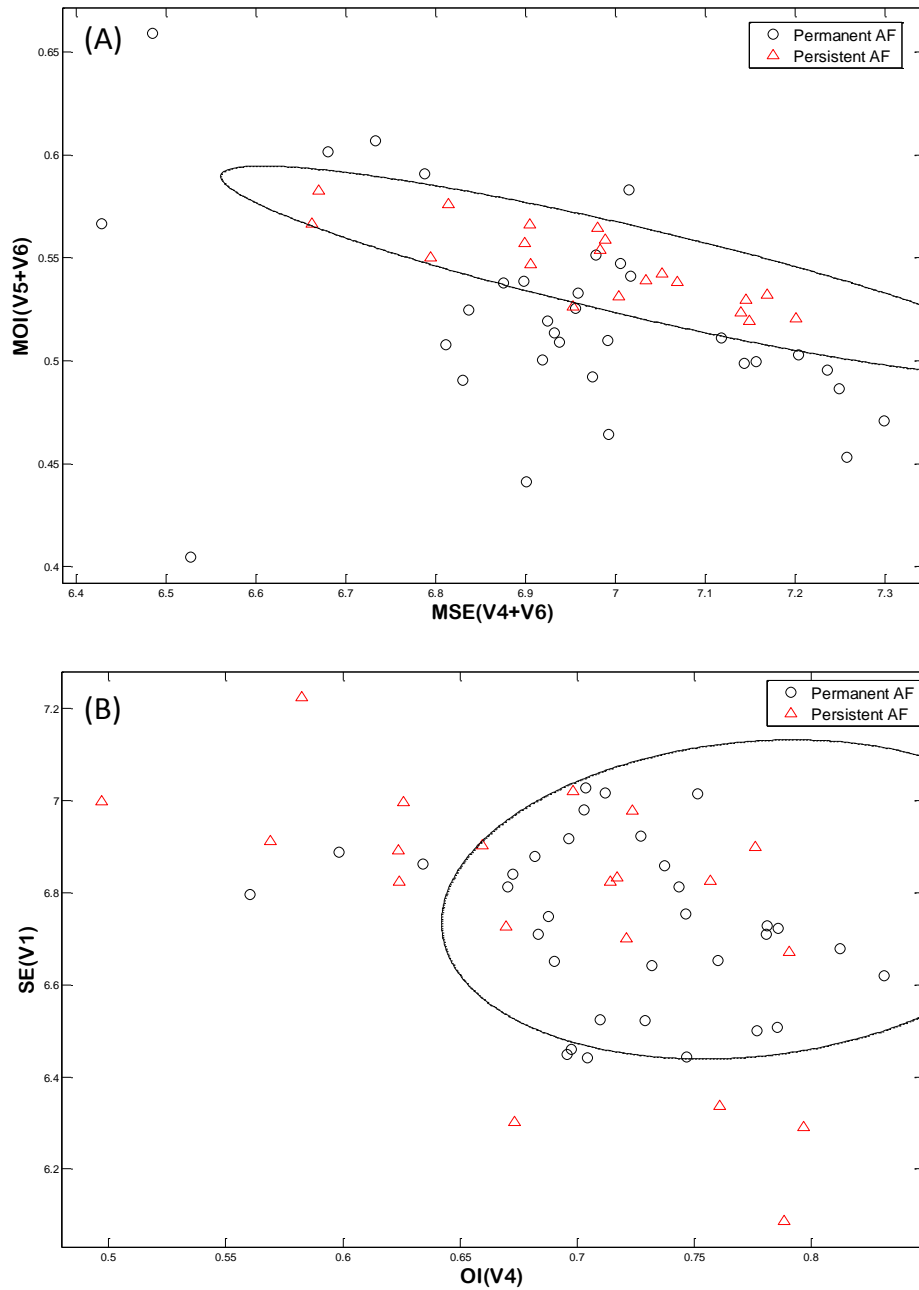 (A)
Permanent AF
Persistent AF
0.65
0.6
0.55
0.5
0.45
0.4
MOI(V5+V6)
6.4 6.5 6.6 6.7 6.8 6.9 7 7.1 7.2 7.3
MSE(V4+V6)
(B)
Permanent AF
Persistent AF
7.2
7
6.8
6.6
6.4
6.2
SE(V1)
0.5 0.55 0.6 0.65 0.7 0.75 0.8
OI(V4)